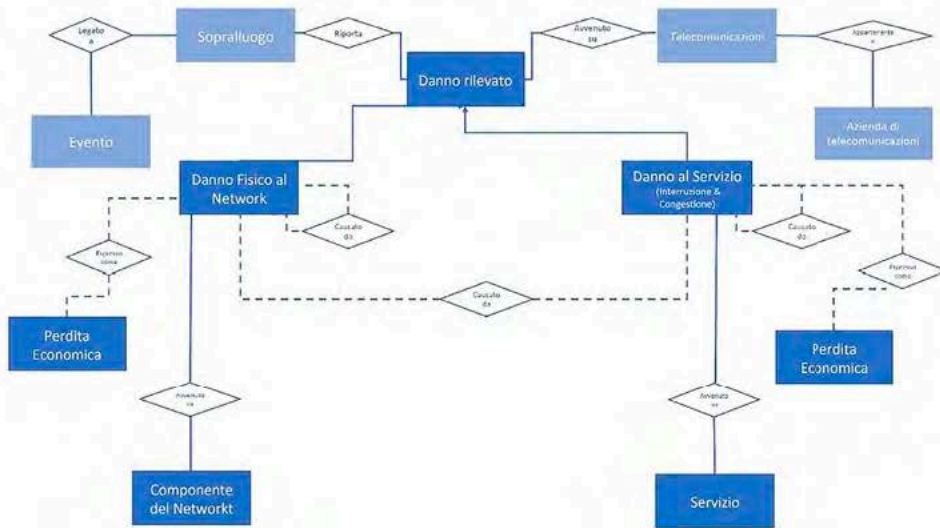 Legato
a
Sopralluogo
Riporta
Avvenuto
su
Telecomunicazioni
Appartenente
a
Danno rilevato
Evento
Azienda di
telecomunicazioni
Danno Fisico al
Network
Danno al Servizio
(Interruzione &
Congestione)
Causato
da
Causato
da
Espresso
come
Espresso
come
Causato
da
Perdita
Economica
Perdita
Economica
Avvenuto
su
Avvenuto
su
Componente
del Networkt
Servizio